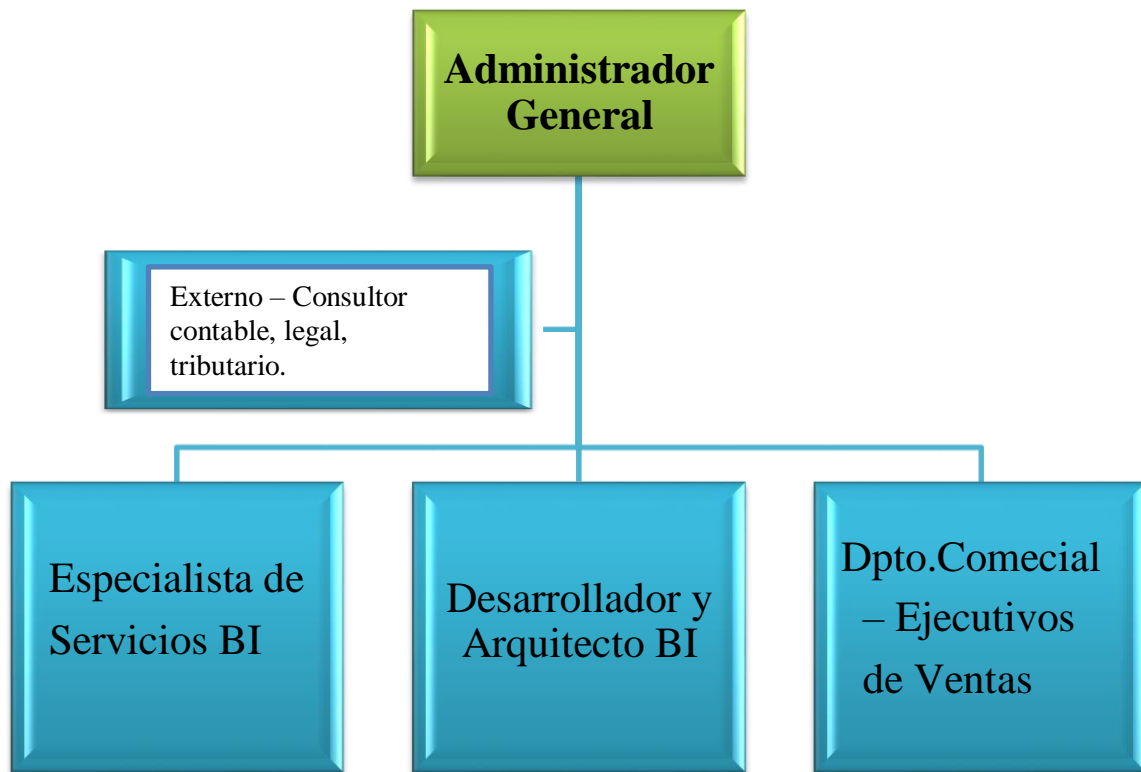 Administrador
General
Externo – Consultor
contable, legal,
tributario.
Especialista de
Servicios BI
Desarrollador y
Arquitecto BI
Dpto.Comecial
– Ejecutivos
de Ventas